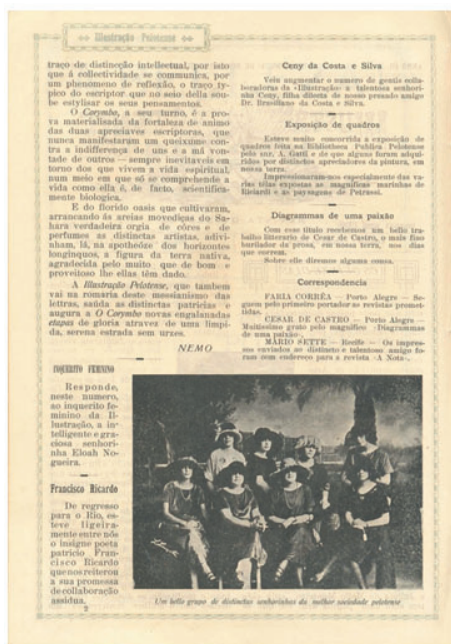 Illustração Pelotense
traço de distincção intellectual, por isto
que á collectividade se communica, por
um phenomeno de reflexão, o traço ty-
pico do escriptor que no seio della sou-
be estylisar os seus pensamentos.
O Corymbo, a seu turno, é a pro-
va materialisada da fortaleza de animo
das duas apreciaves escriptoras, que
nunca manifestaram um queixume con-
tra a indifferença de uns e a má von-
tade de outros — sempre inevitaveis em
torno dos que vivem a vida espiritual,
num meio em que só se comprehende a
vida como ella é, de facto, scientifica-
mente biologica.
E do florido oasis que cultivaram,
arrancando ás areias movediças do Sa-
hara verdadeira orgia de côres e de
perfumes as distinctas artistas, adivi-
nham, lá, na apotheóse dos horizontes
longinquos, a figura da terra nativa,
agradecida pelo muito que de bom e
proveitoso lhe ellas têm dado.
A Illustração Pelotense, que tambem
vai na romaria deste messianismo das
lettras, saúda as distinctas patricias e
augura a O Corymbo novas engalanadas
etapas de gloria atravez de uma limpi-
da, serena estrada sem urzes.
NEMO
INQUERITO FEMININO
Responde,
neste numero,
ao inquerito fe-
minino da Il-
lustração, a in-
telligente e gra-
ciosa senhori-
nha Eloah No-
gueira.
Francisco Ricardo
De regresso
para o Rio, es-
teve ligeira-
mente entre nós
o insigne poeta
patricio Fran-
cisco Ricardo
que nos reiterou
a sua promessa
de collaboração
assidua.
2
Ceny da Costa e Silva
Veiu augmentar o numero de gentis colla-
boradoras da «Illustração» a talentosa senhori-
nha Ceny, filha dilecta de nosso presado amigo
Dr. Brasiliano da Costa e Silva.
Exposição de quadros
Esteve muito concorrida a exposição de
quadros feita na Bibliotheca Publica Pelotense
pelo snr. A. Gatti e de que alguns foram adqui-
ridos por distinctos apreciadores da pintura, em
nossa terra.
Impressionaram-nos especialmente das va-
rias télas expostas as magnificas marinhas de
Riciardi e as paysagens de Petrassi.
Diagrammas de uma paixão
Com esse titulo recebemos um bello tra-
balho litterario de Cesar de Castro, o mais fino
burilador da prosa, em nossa terra, nos dias
que correm.
Sobre elle diremos alguma cousa.
Correspondencia
FARIA CORRÊA — Porto Alegre — Se-
guem pelo primeiro portador as revistas promet-
tidas.
CESAR DE CASTRO — Porto Alegre —
Muitissimo grato pelo magnifico «Diagrammas
de uma paixão».
MÁRIO SETTE — Recife — Os impres-
sos enviados ao distincto e talentoso amigo fo-
ram com endereço para a revista «A Nota».
Um bello grupo de distinctas senhorinhas da melhor sociedade pelotense